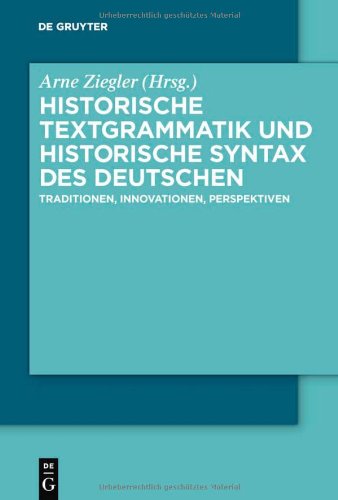 Urheberrechtlich geschütztes Material
DE GRUYTER
Arne Ziegler (Hrsg.)
HISTORISCHE
TEXTGRAMMATIK UND
HISTORISCHE SYNTAX
DES DEUTSCHEN
TRADITIONEN, INNOVATIONEN, PERSPEKTIVEN
DE
G
Urheberrechtlich geschütztes Material